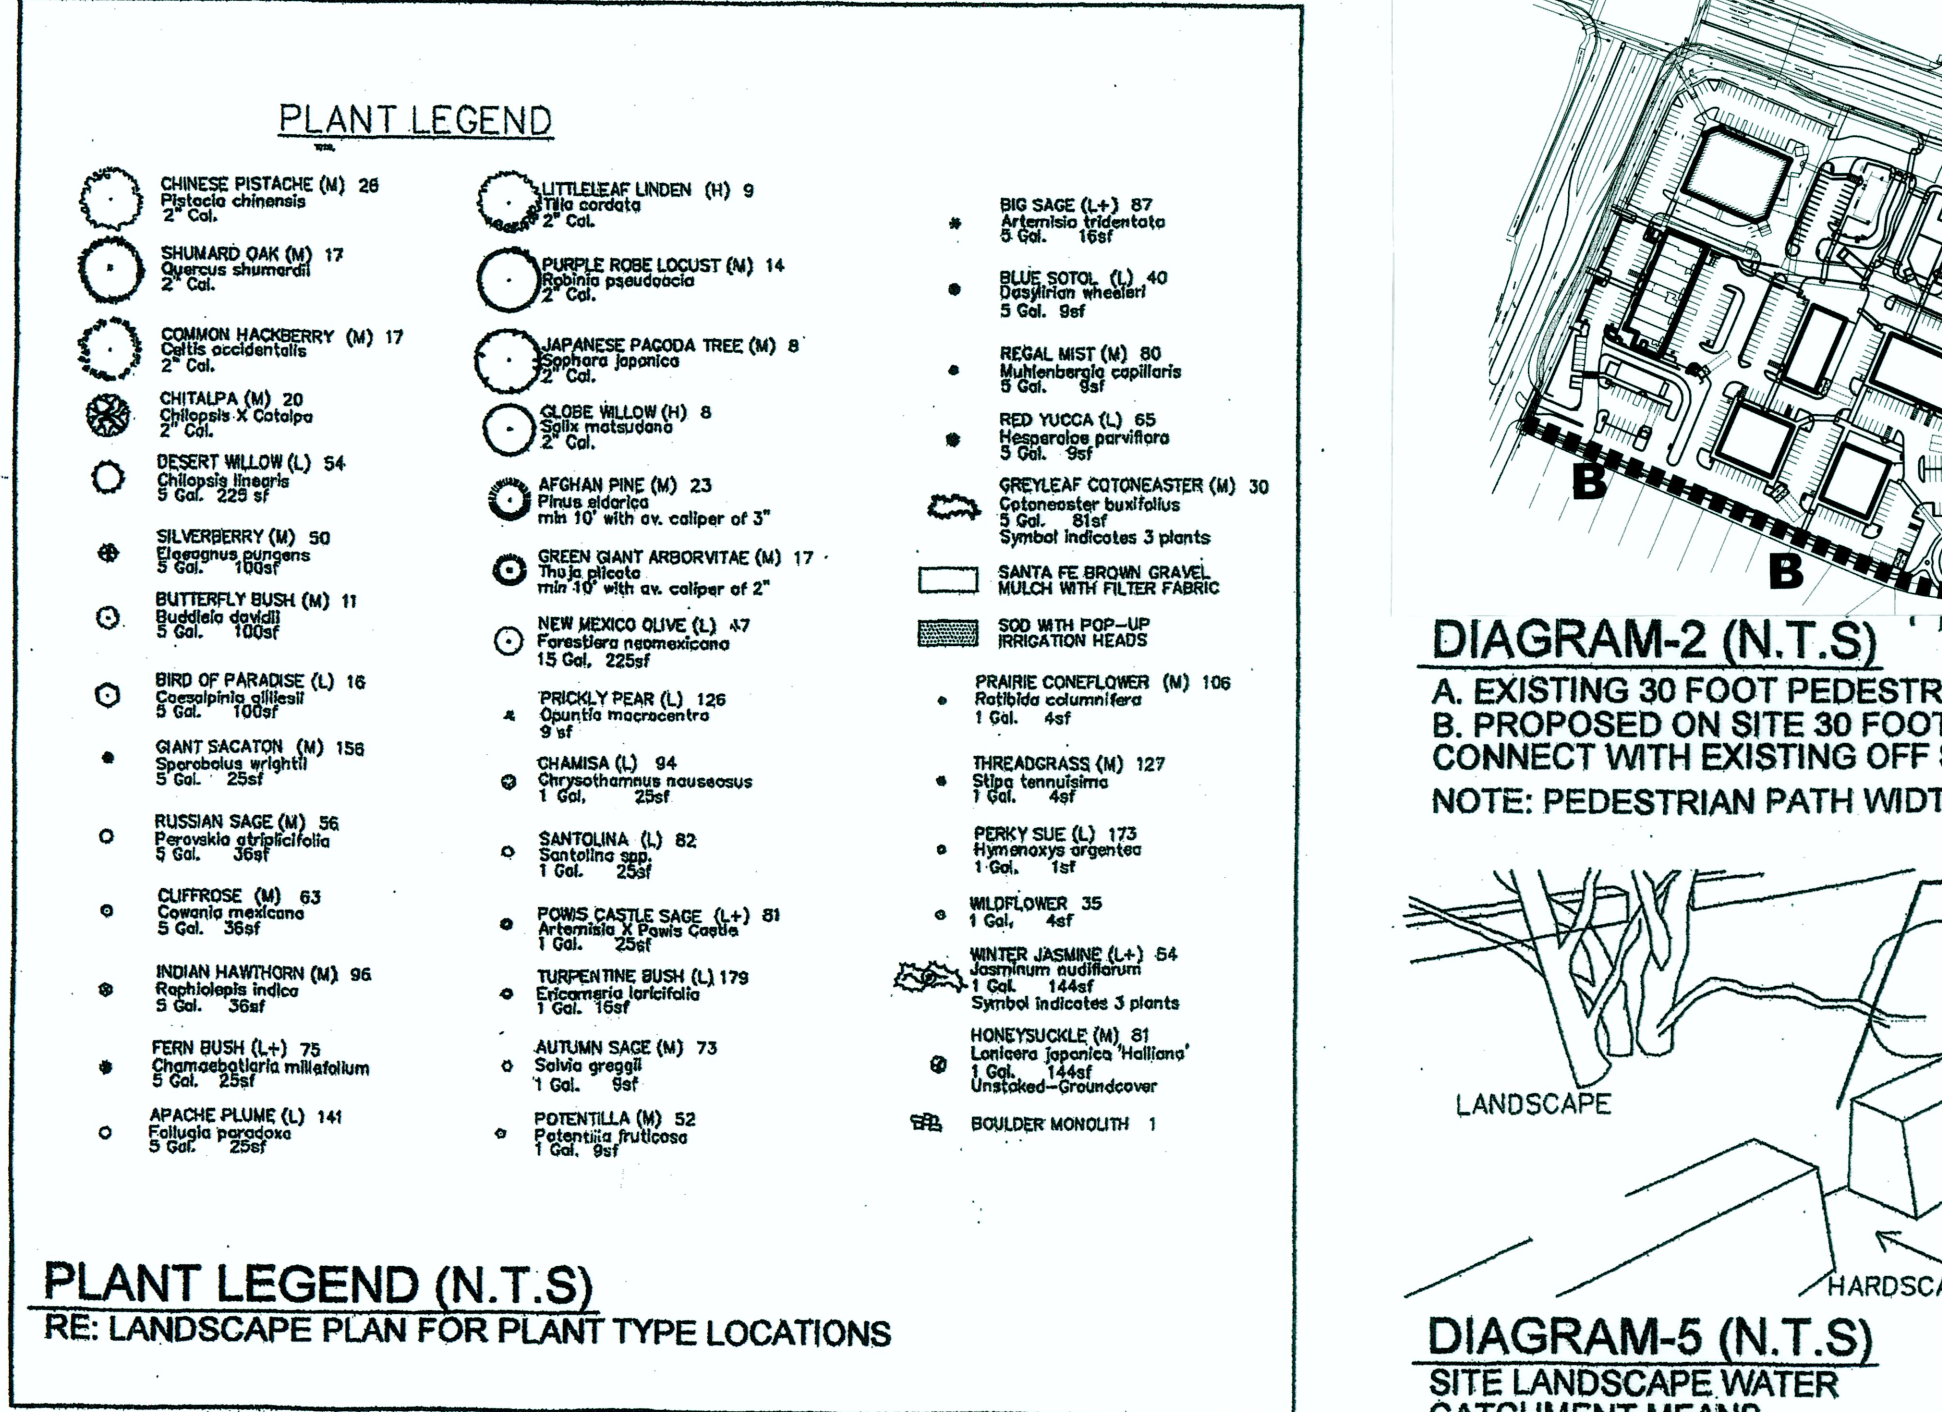 PLANT LEGEND
CHINESE PISTACHE (M) 26
Pistacia chinensis
2" Cal.
SHUMARD OAK (M) 17
Quercus shumardii
2" Cal.
COMMON HACKBERRY (M) 17
Celtis occidentalis
2" Cal.
CHITALPA (M) 20
Chilopsis X Catalpa
2" Cal.
DESERT WILLOW (L) 54
Chilopsis linearis
5 Gal. 225 sf
SILVERBERRY (M) 50
Elaeagnus pungens
5 Gal. 100sf
BUTTERFLY BUSH (M) 11
Buddleia davidii
5 Gal. 100sf
BIRD OF PARADISE (L) 16
Caesalpinia gilliesii
5 Gal. 100sf
GIANT SACATON (M) 156
Sporobolus wrightii
5 Gal. 25sf
RUSSIAN SAGE (M) 56
Perovskia atriplicifolia
5 Gal. 36sf
CLIFFROSE (M) 63
Cowania mexicana
5 Gal. 36sf
INDIAN HAWTHORN (M) 96
Raphiolepis indica
5 Gal. 36sf
FERN BUSH (L+) 75
Chamaebatiaria millefolium
5 Gal. 25sf
APACHE PLUME (L) 141
Fallugia paradoxa
5 Gal. 25sf
LITTLELEAF LINDEN (H) 9
Tilia cordata
2" Cal.
PURPLE ROBE LOCUST (M) 14
Robinia pseudoacia
2" Cal.
JAPANESE PAGODA TREE (M) 8
Sophora japonica
2" Cal.
GLOBE WILLOW (H) 8
Salix matsudana
2" Cal.
AFGHAN PINE (M) 23
Pinus eldarica
min 10' with av. caliper of 3"
GREEN GIANT ARBORVITAE (M) 17
Thuja plicata
min 10' with av. caliper of 2"
NEW MEXICO OLIVE (L) 47
Forestiera neomexicana
15 Gal. 225sf
PRICKLY PEAR (L) 126
Opuntia macrocentra
9 sf
CHAMISA (L) 94
Chrysothamnus nauseosus
1 Gal. 25sf
SANTOLINA (L) 82
Santolina spp.
1 Gal. 25sf
POWIS CASTLE SAGE (L+) 81
Artemisia X Powis Castle
1 Gal. 25sf
TURPENTINE BUSH (L) 179
Ericameria laricifolia
1 Gal. 16sf
AUTUMN SAGE (M) 73
Salvia greggii
1 Gal. 9sf
POTENTILLA (M) 52
Potentilla fruticosa
1 Gal. 9sf
BIG SAGE (L+) 87
Artemisia tridentata
5 Gal. 16sf
BLUE SOTOL (L) 40
Dasylirion wheeleri
5 Gal. 9sf
REGAL MIST (M) 80
Muhlenbergia capillaris
5 Gal. 9sf
RED YUCCA (L) 65
Hesperaloe parviflora
5 Gal. 9sf
GREYLEAF COTONEASTER (M) 30
Cotoneaster buxifolius
5 Gal. 81sf
Symbol indicates 3 plants
SANTA FE BROWN GRAVEL
MULCH WITH FILTER FABRIC
SOD WITH POP-UP
IRRIGATION HEADS
PRAIRIE CONEFLOWER (M) 106
Ratibida columnifera
1 Gal. 4sf
THREADGRASS (M) 127
Stipa tennuisima
1 Gal. 4sf
PERKY SUE (L) 173
Hymenoxys argentea
1 Gal. 1sf
WILDFLOWER 35
1 Gal. 4sf
WINTER JASMINE (L+) 54
Jasminum nudiflorum
1 Gal. 144sf
Symbol indicates 3 plants
HONEYSUCKLE (M) 81
Lonicera japonica 'Halliana'
1 Gal. 144sf
Unstaked-Groundcover
BOULDER MONOLITH 1
PLANT LEGEND (N.T.S)
RE: LANDSCAPE PLAN FOR PLANT TYPE LOCATIONS
B
B
DIAGRAM-2 (N.T.S)
A. EXISTING 30 FOOT PEDESTR
B. PROPOSED ON SITE 30 FOOT
CONNECT WITH EXISTING OFF
NOTE: PEDESTRIAN PATH WIDT
LANDSCAPE
HARDSCA
DIAGRAM-5 (N.T.S)
SITE LANDSCAPE WATER
CATCHMENT MEANS